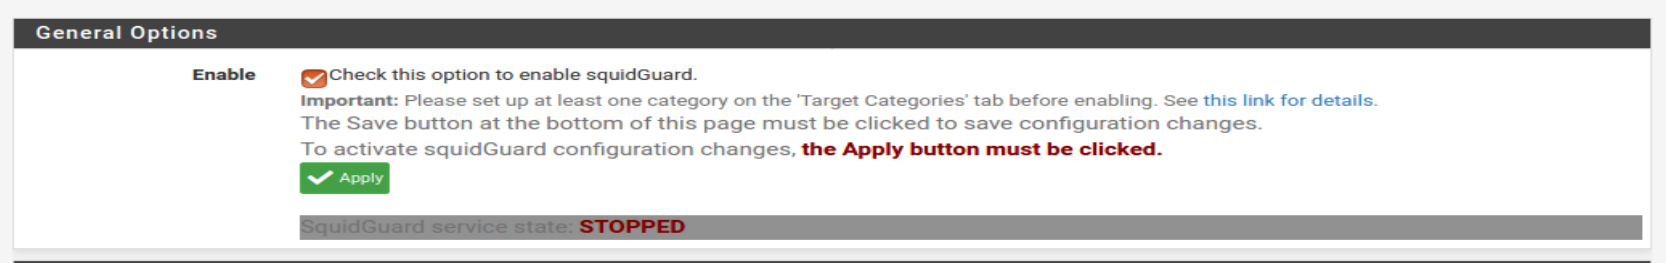 General Options
Enable
Check this option to enable squidGuard.
Important: Please set up at least one category on the 'Target Categories' tab before enabling. See this link for details.
The Save button at the bottom of this page must be clicked to save configuration changes.
To activate squidGuard configuration changes, the Apply button must be clicked.
Apply
SquidGuard service state: STOPPED